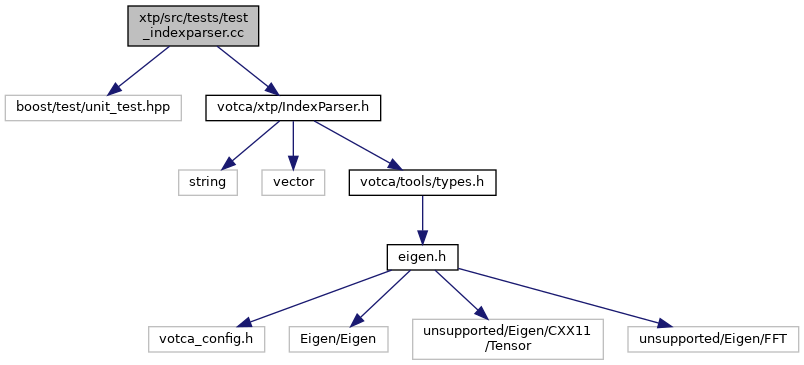 xtp/src/tests/test
_indexparser.cc
boost/test/unit_test.hpp
votca/xtp/IndexParser.h
string
vector
votca/tools/types.h
eigen.h
votca_config.h
Eigen/Eigen
unsupported/Eigen/CXX11
/Tensor
unsupported/Eigen/FFT